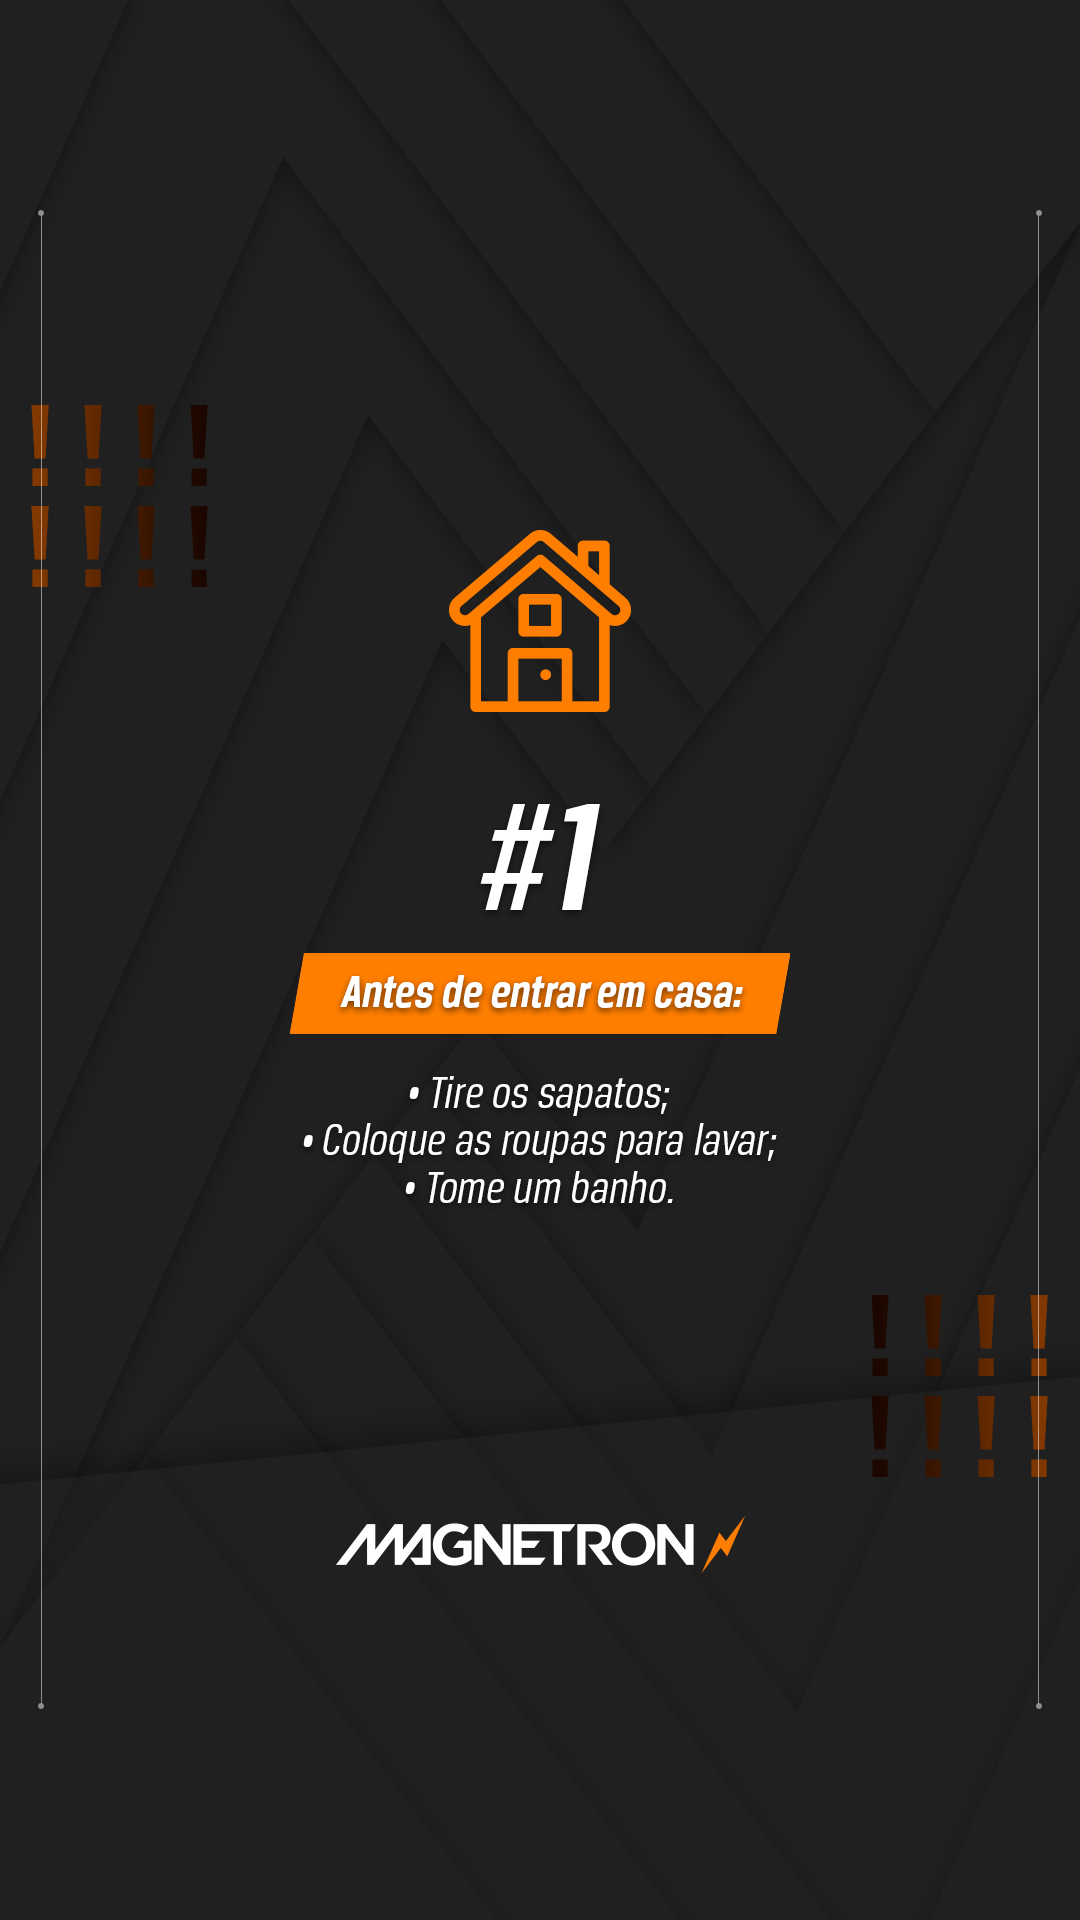 !!!!
!!!!
#1
Antes de entrar em casa:
• Tire os sapatos;
• Coloque as roupas para lavar;
• Tome um banho.
!!!!
!!!!
MAGNETRON